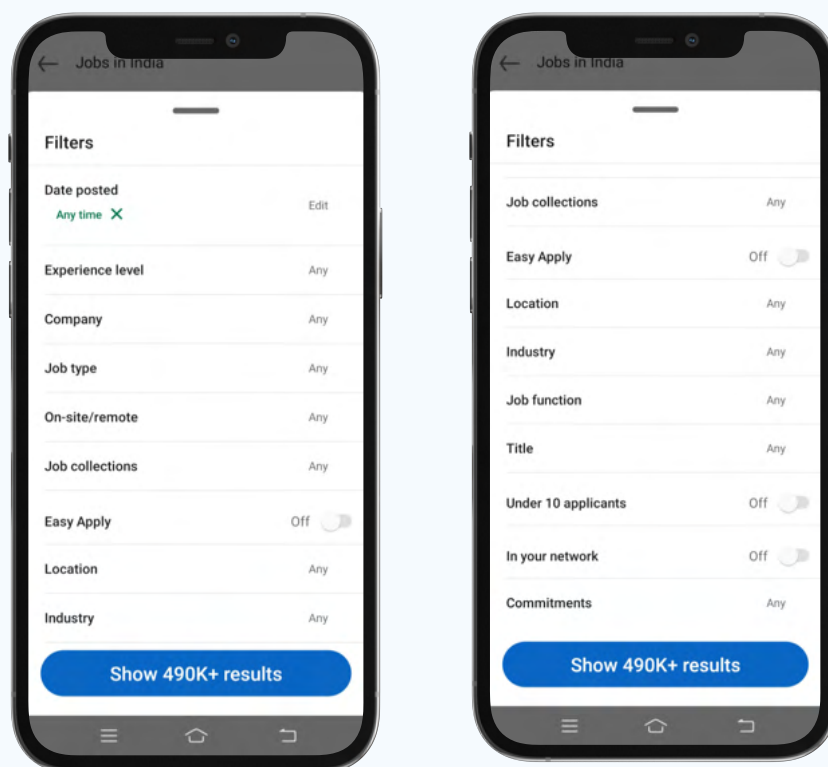 Jobs in India
Filters
Date posted
Any time
Edit
Experience level Any
Company Any
Job type Any
On-site/remote Any
Job collections Any
Easy Apply Off
Location Any
Industry Any
Show 490K+ results
Jobs in India
Filters
Job collections Any
Easy Apply Off
Location Any
Industry Any
Job function Any
Title Any
Under 10 applicants Off
In your network Off
Commitments Any
Show 490K+ results